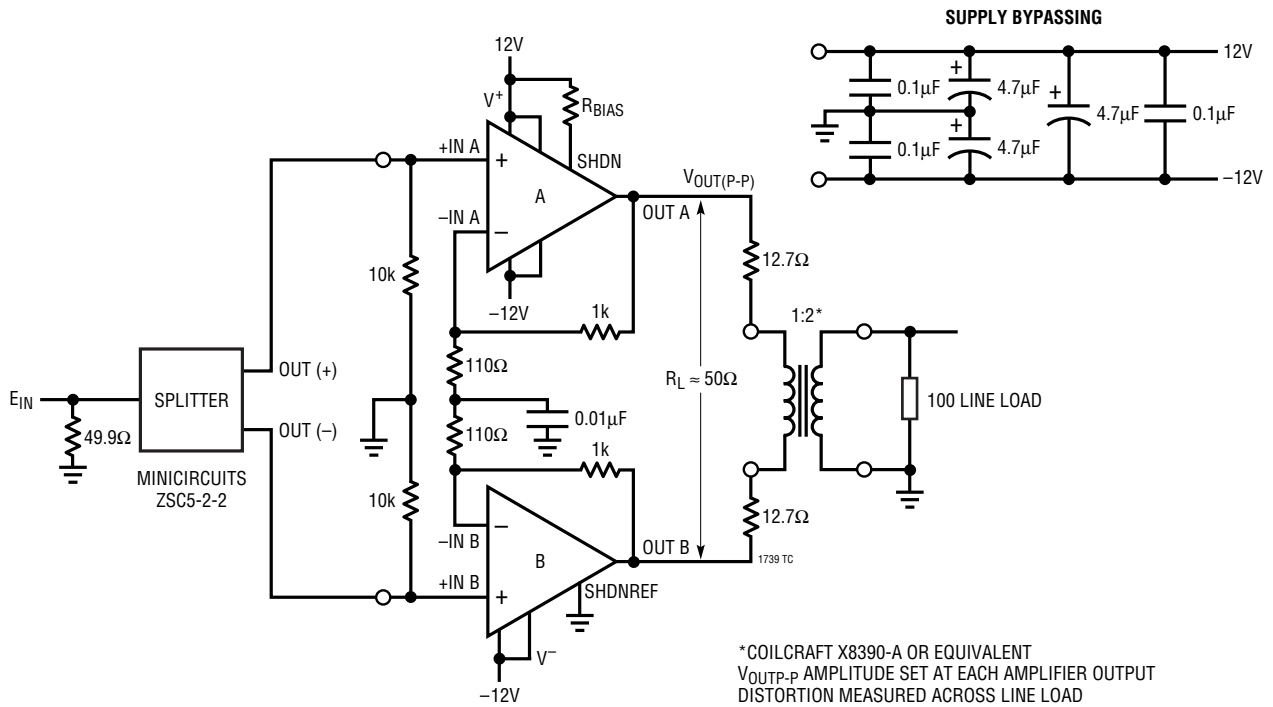 SUPPLY BYPASSING
12V
12V
+
+
V+
RBIAS
0.1µF
4.7µF
+
4.7µF
0.1µF
+
+IN A
+
SHDN
0.1µF
4.7µF
VOUT(P-P)
–12V
A
OUT A
–IN A
–
12.7Ω
10k
–12V
1k
1:2*
110Ω
OUT (+)
RL ≈ 50Ω
EIN
SPLITTER
100 LINE LOAD
0.01µF
49.9Ω
OUT (–)
110Ω
1k
MINICIRCUITS
ZSC5-2-2
10k
12.7Ω
–
–IN B
OUT B
B
1739 TC
+IN B
+
SHDNREF
V–
–12V
*COILCRAFT X8390-A OR EQUIVALENT
VOUTP-P AMPLITUDE SET AT EACH AMPLIFIER OUTPUT
DISTORTION MEASURED ACROSS LINE LOAD